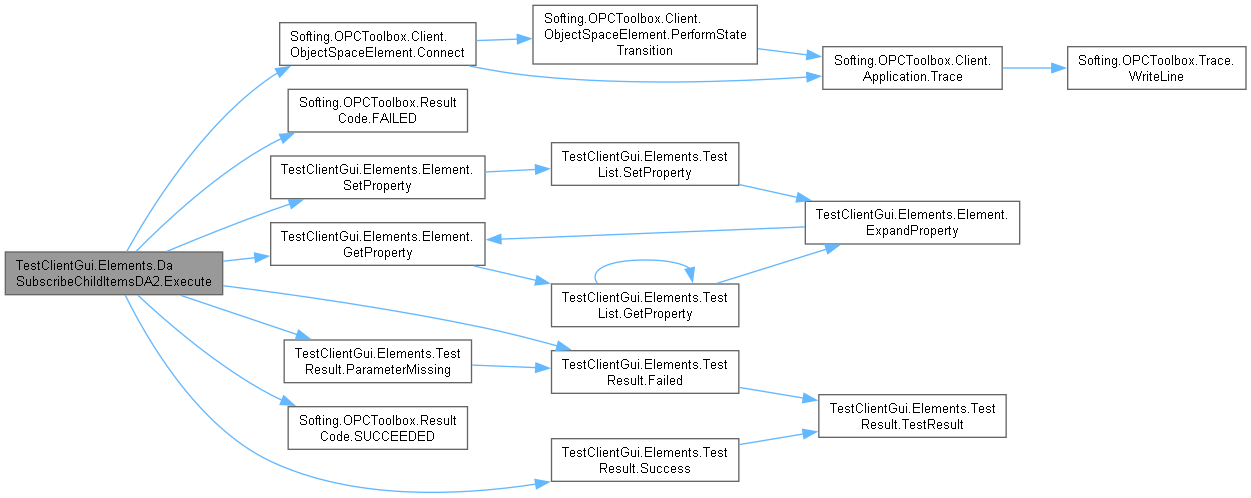 TestClientGui.Elements.Da
SubscribeChildItemsDA2.Execute
Softing.OPCToolbox.Client.
ObjectSpaceElement.Connect
Softing.OPCToolbox.Client.
ObjectSpaceElement.PerformState
Transition
Softing.OPCToolbox.Client.
Application.Trace
Softing.OPCToolbox.Trace.
WriteLine
Softing.OPCToolbox.Result
Code.FAILED
TestClientGui.Elements.Element.
SetProperty
TestClientGui.Elements.Test
List.SetProperty
TestClientGui.Elements.Element.
ExpandProperty
TestClientGui.Elements.Element.
GetProperty
TestClientGui.Elements.Test
List.GetProperty
TestClientGui.Elements.Test
Result.ParameterMissing
TestClientGui.Elements.Test
Result.Failed
TestClientGui.Elements.Test
Result.TestResult
Softing.OPCToolbox.Result
Code.SUCCEEDED
TestClientGui.Elements.Test
Result.Success